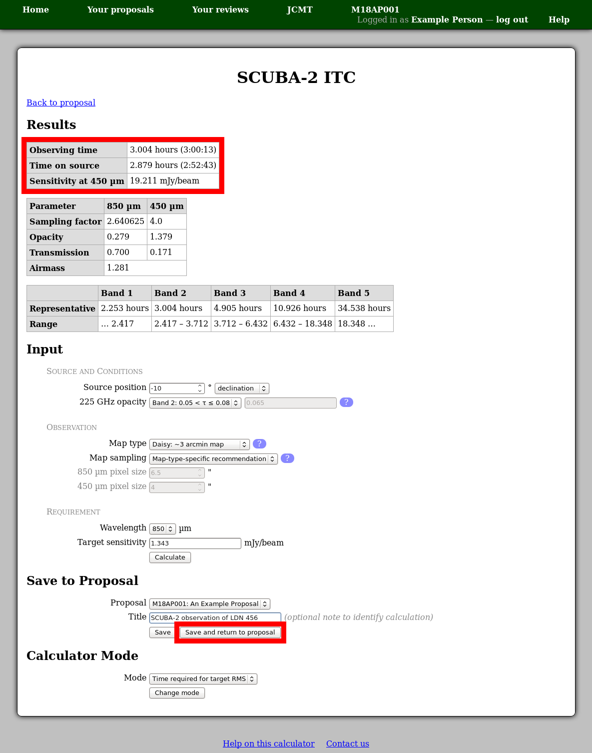 Home Your proposals Your reviews JCMT M18AP001
Logged in as Example Person — log out Help
SCUBA-2 ITC
Back to proposal
Results
Observing time 3.004 hours (3:00:13)
Time on source 2.879 hours (2:52:43)
Sensitivity at 450 µm 19.211 mJy/beam
Parameter 850 µm 450 µm
Sampling factor 2.640625 4.0
Opacity 0.279 1.379
Transmission 0.700 0.171
Airmass 1.281
Band 1 Band 2 Band 3 Band 4 Band 5
Representative 2.253 hours 3.004 hours 4.905 hours 10.926 hours 34.538 hours
Range … 2.417 2.417 – 3.712 3.712 – 6.432 6.432 – 18.348 18.348 …
Input
Source and Conditions
Source position -10 ° declination
225 GHz opacity Band 2: 0.05 < τ ≤ 0.08 0.065 ?
Observation
Map type Daisy: ~3 arcmin map ?
Map sampling Map-type-specific recommendation ?
850 µm pixel size 6.5 "
450 µm pixel size 4 "
Requirement
Wavelength 850 µm
Target sensitivity 1.343 mJy/beam
Calculate
Save to Proposal
Proposal M18AP001: An Example Proposal
Title SCUBA-2 observation of LDN 456 (optional note to identify calculation)
Save Save and return to proposal
Calculator Mode
Mode Time required for target RMS
Change mode
Help on this calculator Contact us